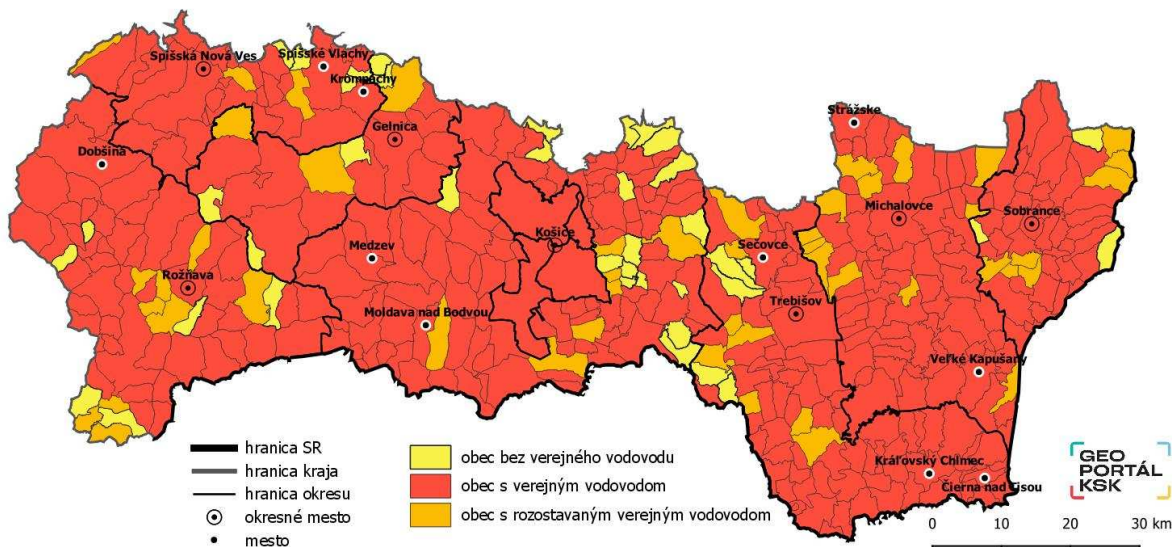 Spišská Nová Ves
Spišské Vlachy
Krompachy
Strážske
Gelnica
Dobšiná
Michalovce
Sobrance
Košice
Medzev
Sečovce
Rožňava
Trebišov
Moldava nad Bodvou
Veľké Kapušany
Kráľovský Chlmec
Čierna nad Tisou
hranica SR
hranica kraja
hranica okresu
okresné mesto
mesto
obec bez verejného vodovodu
obec s verejným vodovodom
obec s rozostavaným verejným vodovodom
GEO
PORTÁL
KSK
0 10 20 30 km